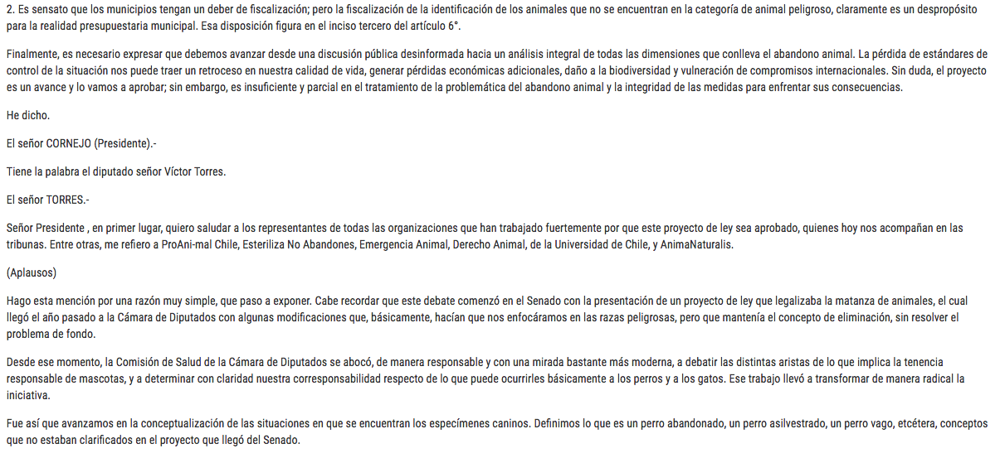 2. Es sensato que los municipios tengan un deber de fiscalización; pero la fiscalización de la identificación de los animales que no se encuentran en la categoría de animal peligroso, claramente es un despropósito
para la realidad presupuestaria municipal. Esa disposición figura en el inciso tercero del artículo 6°.
Finalmente, es necesario expresar que debemos avanzar desde una discusión pública desinformada hacia un análisis integral de todas las dimensiones que conlleva el abandono animal. La pérdida de estándares de
control de la situación nos puede traer un retroceso en nuestra calidad de vida, generar pérdidas económicas adicionales, daño a la biodiversidad y vulneración de compromisos internacionales. Sin duda, el proyecto
es un avance y lo vamos a aprobar; sin embargo, es insuficiente y parcial en el tratamiento de la problemática del abandono animal y la integridad de las medidas para enfrentar sus consecuencias.
He dicho.
El señor CORNEJO (Presidente).-
Tiene la palabra el diputado señor Víctor Torres.
El señor TORRES.-
Señor Presidente , en primer lugar, quiero saludar a los representantes de todas las organizaciones que han trabajado fuertemente por que este proyecto de ley sea aprobado, quienes hoy nos acompañan en las
tribunas. Entre otras, me refiero a ProAni-mal Chile, Esteriliza No Abandones, Emergencia Animal, Derecho Animal, de la Universidad de Chile, y AnimaNaturalis.
(Aplausos)
Hago esta mención por una razón muy simple, que paso a exponer. Cabe recordar que este debate comenzó en el Senado con la presentación de un proyecto de ley que legalizaba la matanza de animales, el cual
llegó el año pasado a la Cámara de Diputados con algunas modificaciones que, básicamente, hacían que nos enfocáramos en las razas peligrosas, pero que mantenía el concepto de eliminación, sin resolver el
problema de fondo.
Desde ese momento, la Comisión de Salud de la Cámara de Diputados se abocó, de manera responsable y con una mirada bastante más moderna, a debatir las distintas aristas de lo que implica la tenencia
responsable de mascotas, y a determinar con claridad nuestra corresponsabilidad respecto de lo que puede ocurrirles básicamente a los perros y a los gatos. Ese trabajo llevó a transformar de manera radical la
iniciativa.
Fue así que avanzamos en la conceptualización de las situaciones en que se encuentran los especímenes caninos. Definimos lo que es un perro abandonado, un perro asilvestrado, un perro vago, etcétera, conceptos
que no estaban clarificados en el proyecto que llegó del Senado.